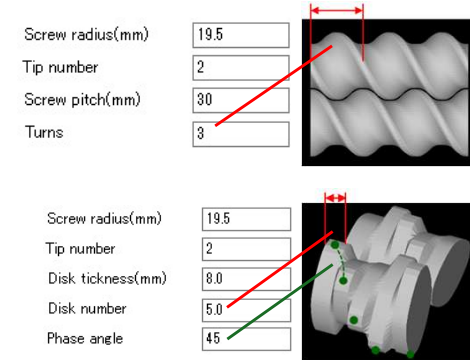 Screw radius(mm) 19.5
Tip number 2
Screw pitch(mm) 30
Turns 3
Screw radius(mm) 19.5
Tip number 2
Disk tickness(mm) 8.0
Disk number 5.0
Phase angle 45